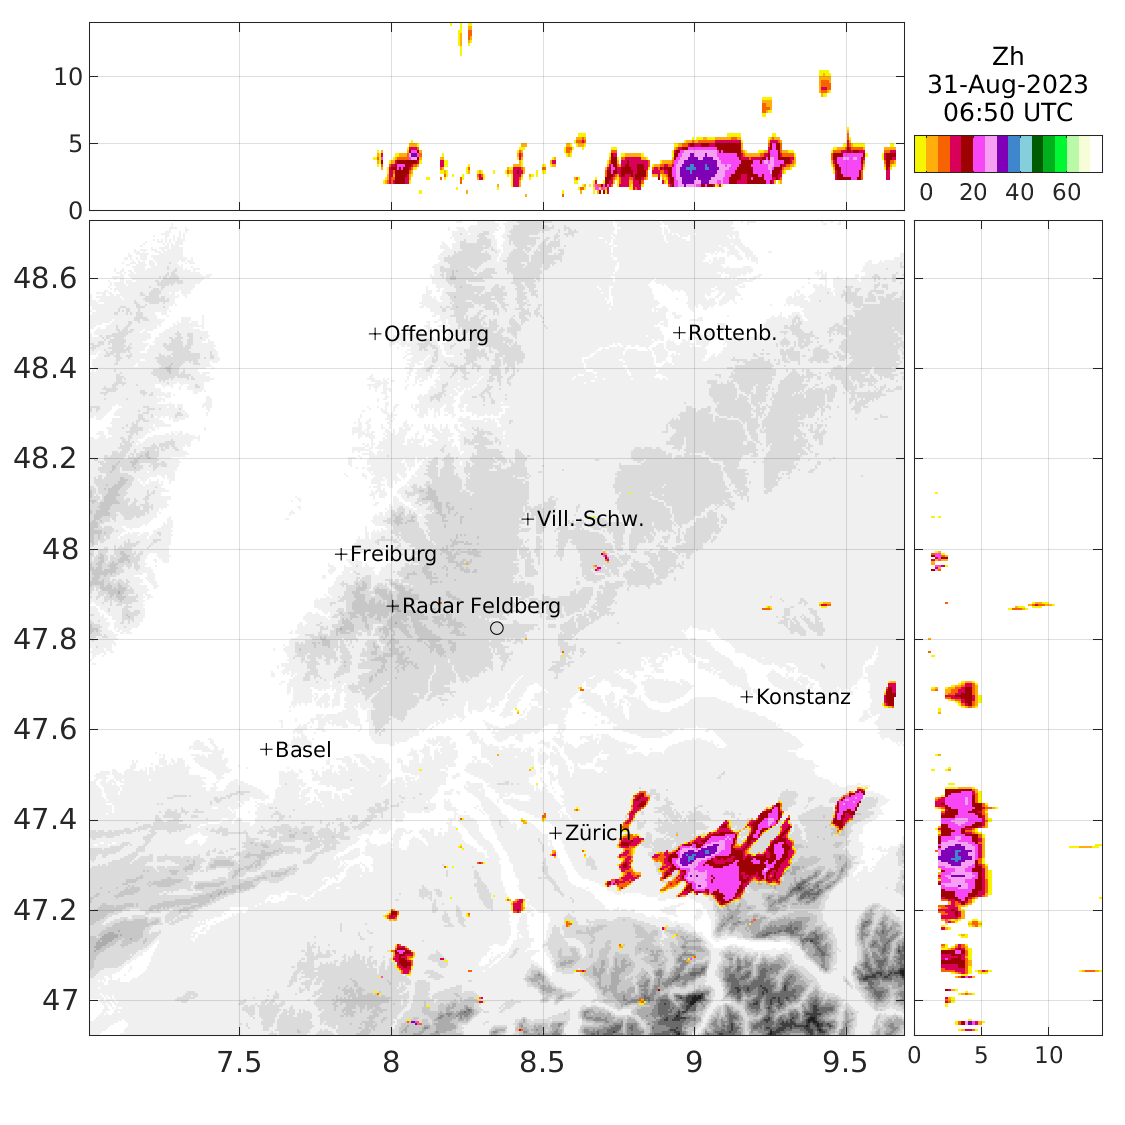 10
5
0
Zh
31-Aug-2023
06:50 UTC
0 20 40 60
48.6
48.4
48.2
48
47.8
47.6
47.4
47.2
47
Offenburg
Rottenb.
Vill.-Schw.
Freiburg
Radar Feldberg
Konstanz
Basel
Zürich
7.5 8 8.5 9 9.5
0 5 10